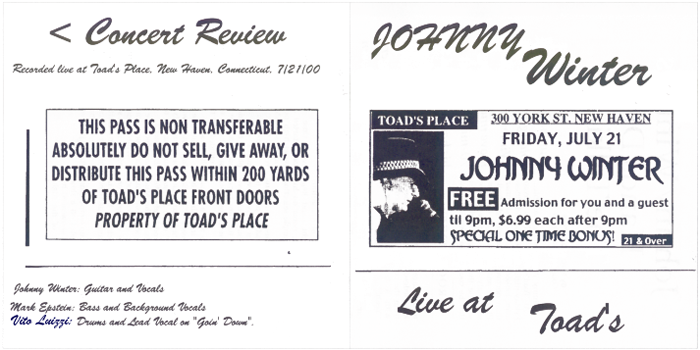 < Concert Review
Recorded live at Toad's Place, New Haven, Connecticut, 7/21/00
THIS PASS IS NON TRANSFERABLE
ABSOLUTELY DO NOT SELL, GIVE AWAY, OR
DISTRIBUTE THIS PASS WITHIN 200 YARDS
OF TOAD'S PLACE FRONT DOORS
PROPERTY OF TOAD'S PLACE
Johnny Winter: Guitar and Vocals
Mark Epstein: Bass and Background Vocals
Vito Luizzi: Drums and Lead Vocal on "Goin' Down".
JOHNNY
Winter
TOAD'S PLACE 300 YORK ST. NEW HAVEN
FRIDAY, JULY 21
JOHNNY WINTER
FREE Admission for you and a guest
til 9pm, $6.99 each after 9pm
SPECIAL ONE TIME BONUS! 21 & Over
Live at
Toad's